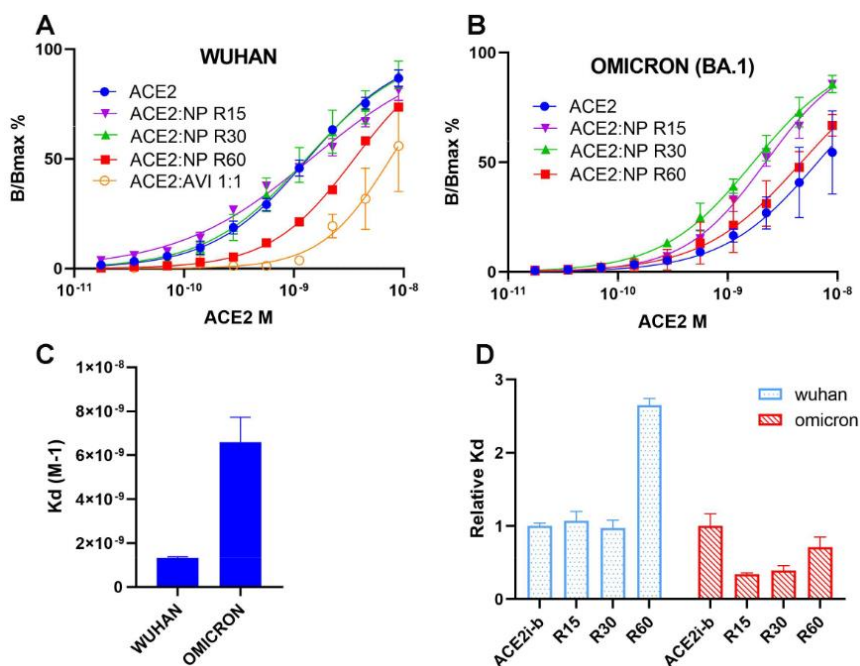 A
WUHAN
B/Bmax %
100
50
0
ACE2
ACE2:NP R15
ACE2:NP R30
ACE2:NP R60
ACE2:AVI 1:1
10-11
10-10
10-9
10-8
ACE2 M
B
OMICRON (BA.1)
B/Bmax %
100
50
0
ACE2
ACE2:NP R15
ACE2:NP R30
ACE2:NP R60
10-11
10-10
10-9
10-8
ACE2 M
C
Kd (M-1)
1×10-8
8×10-9
6×10-9
4×10-9
2×10-9
0
WUHAN
OMICRON
D
Relative Kd
3
2
1
0
wuhan
omicron
ACE2i-b
R15
R30
R60
ACE2i-b
R15
R30
R60